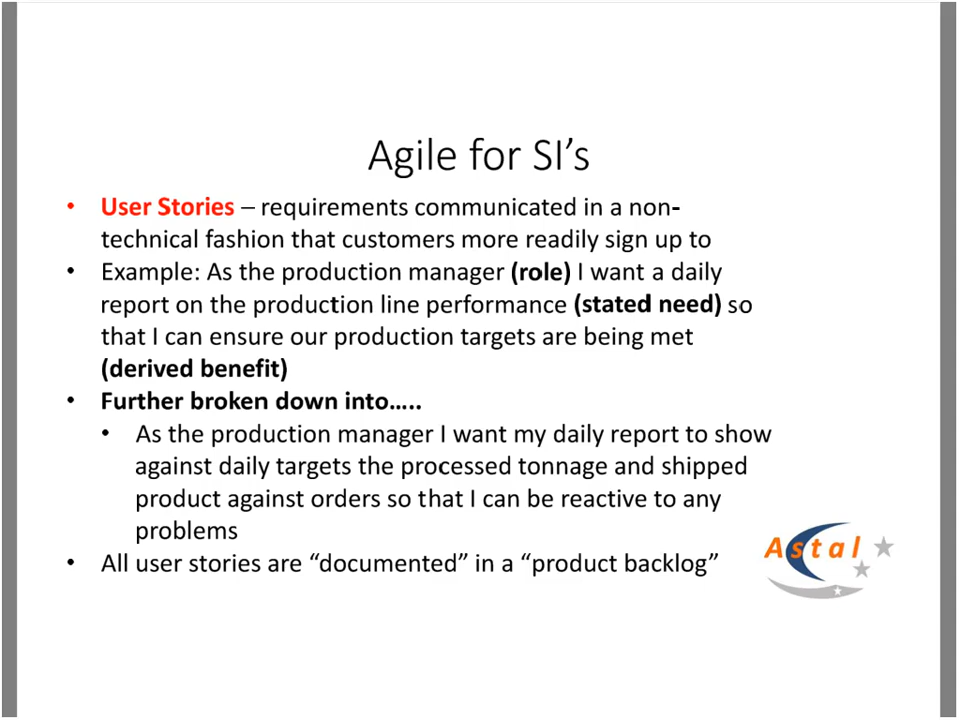 Agile for SI's
• User Stories – requirements communicated in a non-
technical fashion that customers more readily sign up to
• Example: As the production manager (role) I want a daily
report on the production line performance (stated need) so
that I can ensure our production targets are being met
(derived benefit)
• Further broken down into…..
• As the production manager I want my daily report to show
against daily targets the processed tonnage and shipped
product against orders so that I can be reactive to any
problems
• All user stories are “documented” in a “product backlog”
Astal